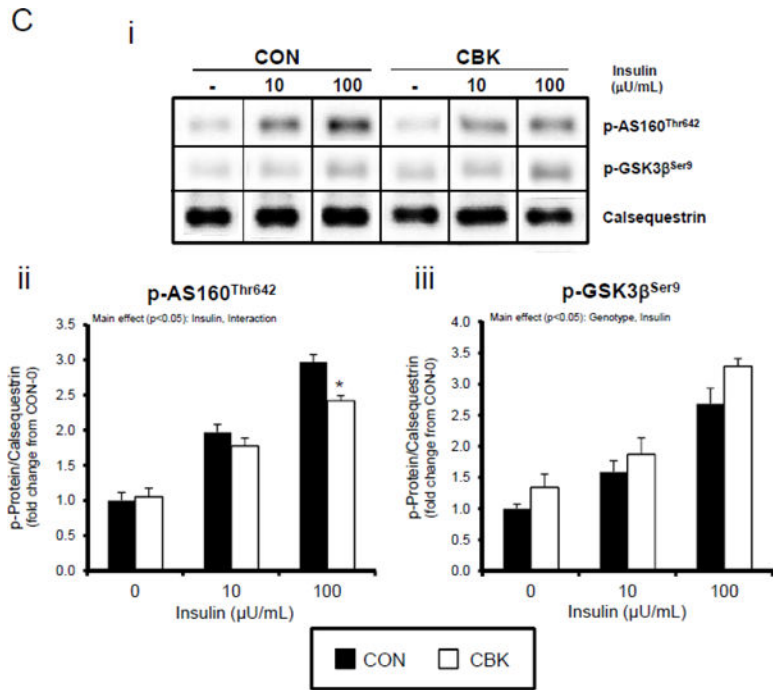 C
i
CON CBK
- 10 100 - 10 100 Insulin (µU/mL)
p-AS160Thr642
p-GSK3βSer9
Calsequestrin
ii
p-AS160Thr642
Main effect (p<0.05): Insulin, Interaction
p-Protein/Calsequestrin
(fold change from CON-0)
3.5
3.0
2.5
2.0
1.5
1.0
0.5
0.0
*
0 10 100
Insulin (µU/mL)
iii
p-GSK3βSer9
Main effect (p<0.05): Genotype, Insulin
p-Protein/Calsequestrin
(fold change from CON-0)
4.0
3.5
3.0
2.5
2.0
1.5
1.0
0.5
0.0
0 10 100
Insulin (µU/mL)
CON CBK